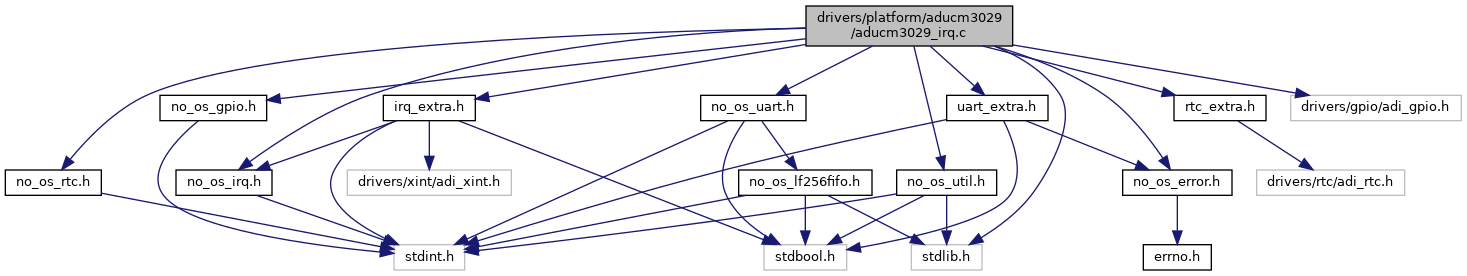 drivers/platform/aducm3029
/aducm3029_irq.c
no_os_gpio.h
irq_extra.h
no_os_uart.h
uart_extra.h
rtc_extra.h
drivers/gpio/adi_gpio.h
no_os_rtc.h
no_os_irq.h
drivers/xint/adi_xint.h
no_os_lf256fifo.h
no_os_util.h
no_os_error.h
drivers/rtc/adi_rtc.h
stdint.h
stdbool.h
stdlib.h
errno.h